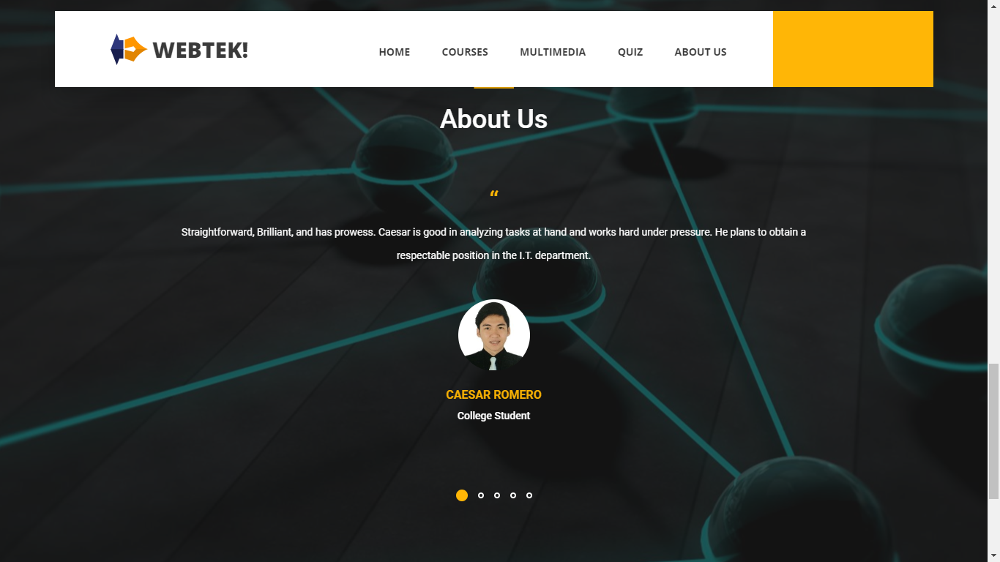 WEBTEK!
HOME COURSES MULTIMEDIA QUIZ ABOUT US
About Us
“
Straightforward, Brilliant, and has prowess. Caesar is good in analyzing tasks at hand and works hard under pressure. He plans to obtain a
respectable position in the I.T. department.
CAESAR ROMERO
College Student